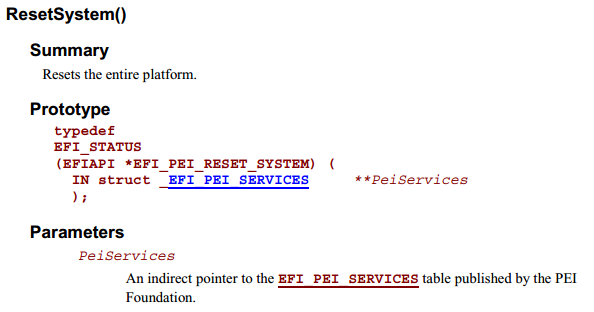 ResetSystem()
Summary
Resets the entire platform.
Prototype
typedef
EFI_STATUS
(EFIAPI *EFI_PEI_RESET_SYSTEM) (
IN struct _EFI_PEI_SERVICES **PeiServices
);
Parameters
PeiServices
An indirect pointer to the EFI_PEI_SERVICES table published by the PEI
Foundation.